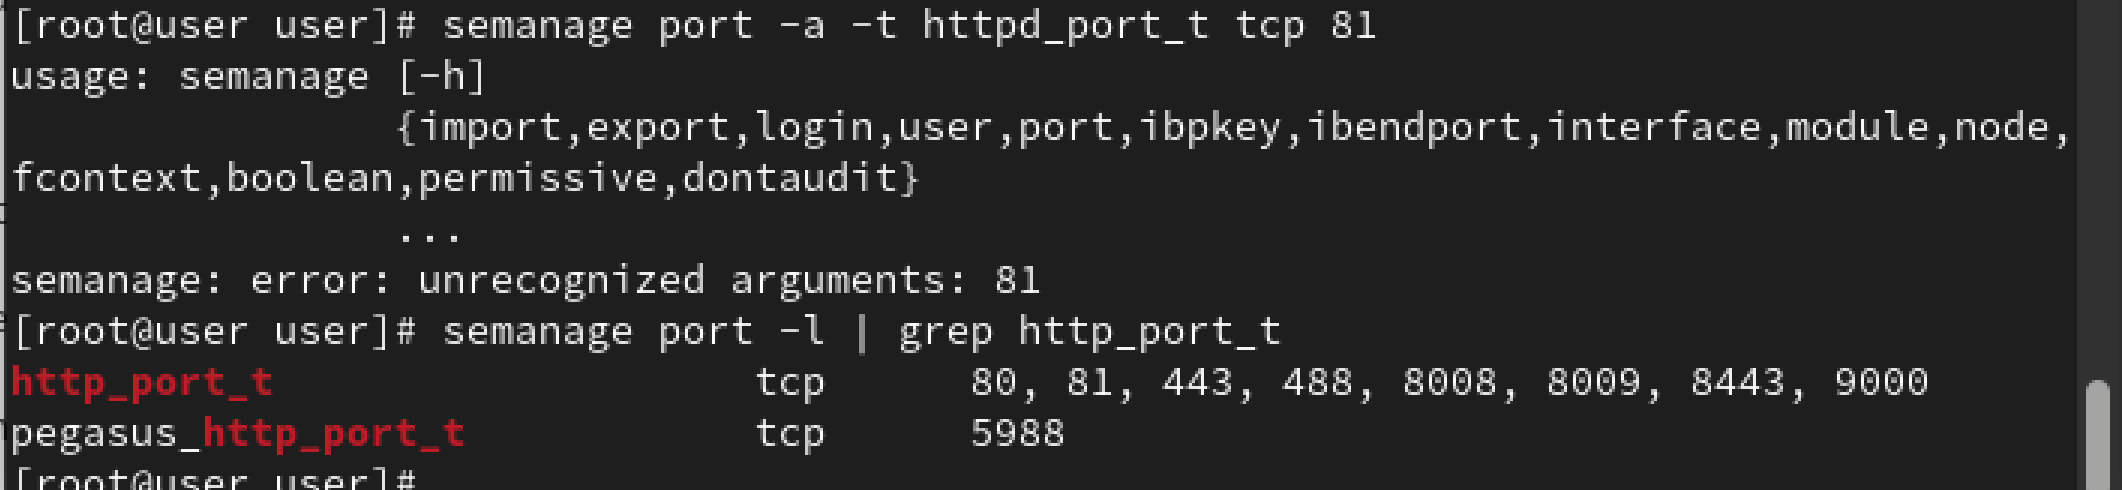 [root@user user]# semanage port -a -t httpd_port_t tcp 81
usage: semanage [-h]
{import,export,login,user,port,ibpkey,ibendport,interface,module,node,
fcontext,boolean,permissive,dontaudit}
...
semanage: error: unrecognized arguments: 81
[root@user user]# semanage port -l | grep http_port_t
http_port_t tcp 80, 81, 443, 488, 8008, 8009, 8443, 9000
pegasus_http_port_t tcp 5988
[root@user user]#